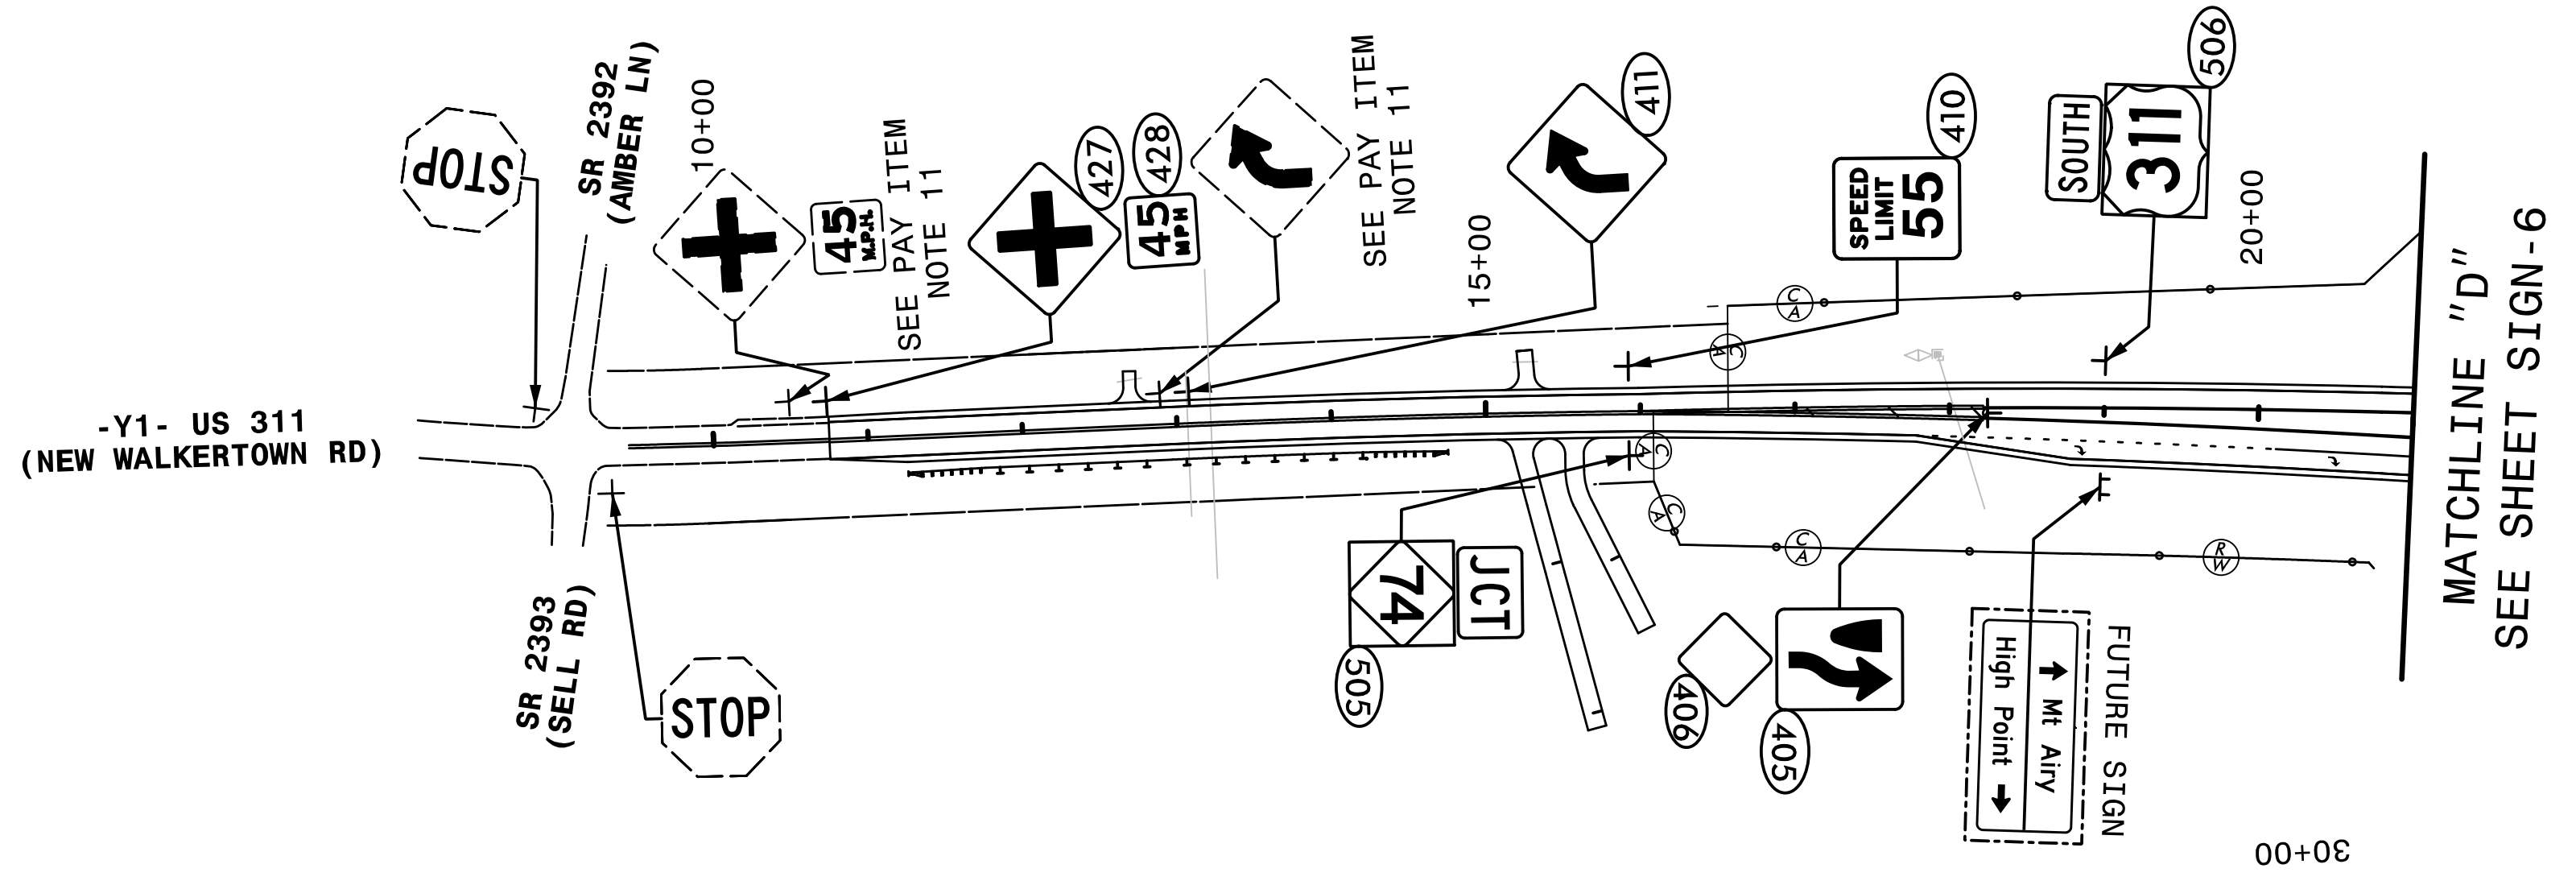 STOP
SR 2392
(AMBER LN)
10+00
45
M.P.H.
SEE PAY ITEM
NOTE 11
427
428
45
MPH
SEE PAY ITEM
NOTE 11
411
15+00
410
SPEED
LIMIT
55
506
SOUTH
311
20+00
C
A
C
A
-Y1- US 311
(NEW WALKERTOWN RD)
MATCHLINE "D"
SEE SHEET SIGN-6
C
A
C
A
C
A
R
W
SR 2393
(SELL RD)
STOP
JCT
74
505
406
405
FUTURE SIGN
Mt Airy
High Point
30+00